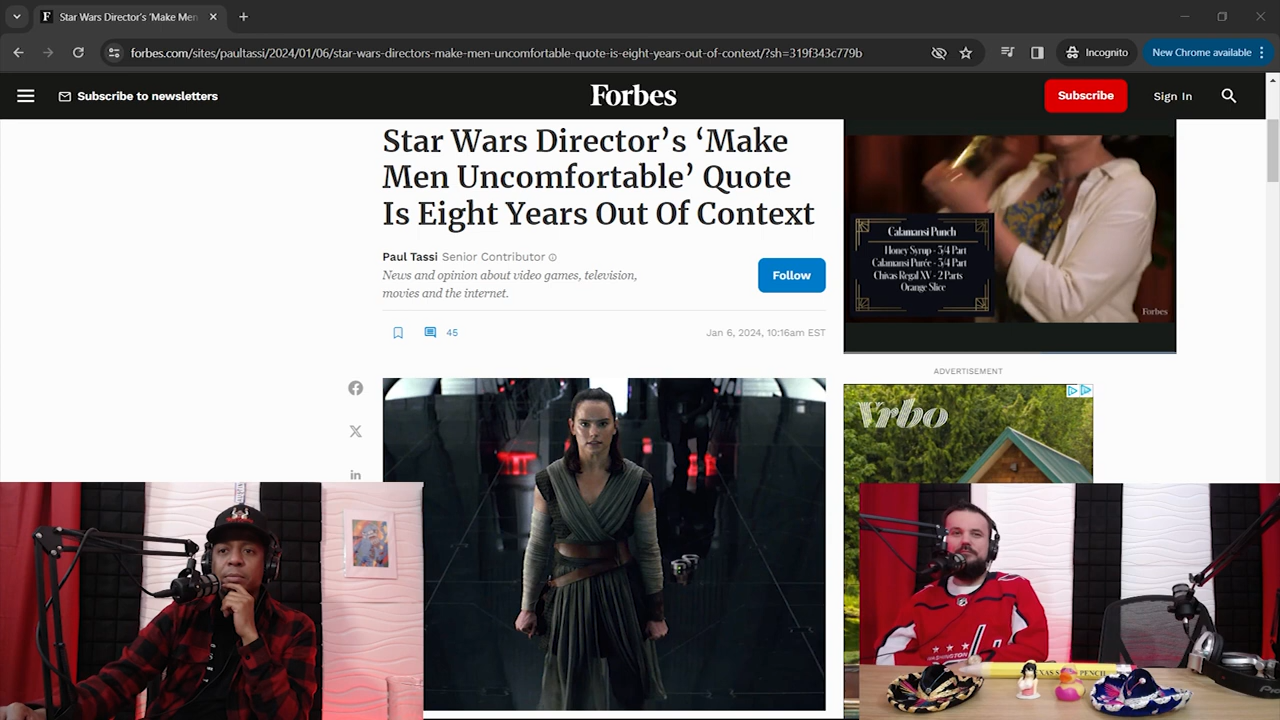 Star Wars Director's 'Make Men
forbes.com/sites/paultassi/2024/01/06/star-wars-directors-make-men-uncomfortable-quote-is-eight-years-out-of-context/?sh=319f343c779b
Incognito
New Chrome available
Subscribe to newsletters
Forbes
Subscribe
Sign In
Star Wars Director’s ‘Make
Men Uncomfortable’ Quote
Is Eight Years Out Of Context
Paul Tassi Senior Contributor
News and opinion about video games, television,
movies and the internet.
Follow
45
Jan 6, 2024, 10:16am EST
Calamansi Punch
Honey Syrup - 3/4 Part
Calamansi Purée - 3/4 Part
Chivas Regal XV - 2 Parts
Orange Slice
Forbes
ADVERTISEMENT
Vrbo
WASHINGTON